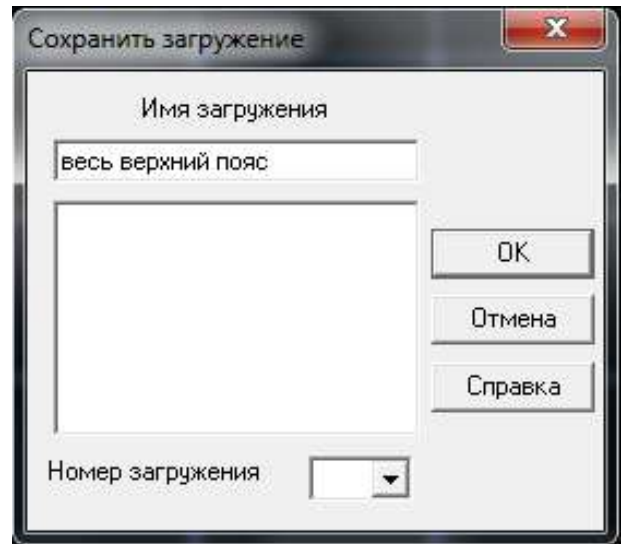 Сохранить загружение
Имя загружения
весь верхний пояс
OK
Отмена
Справка
Номер загружения